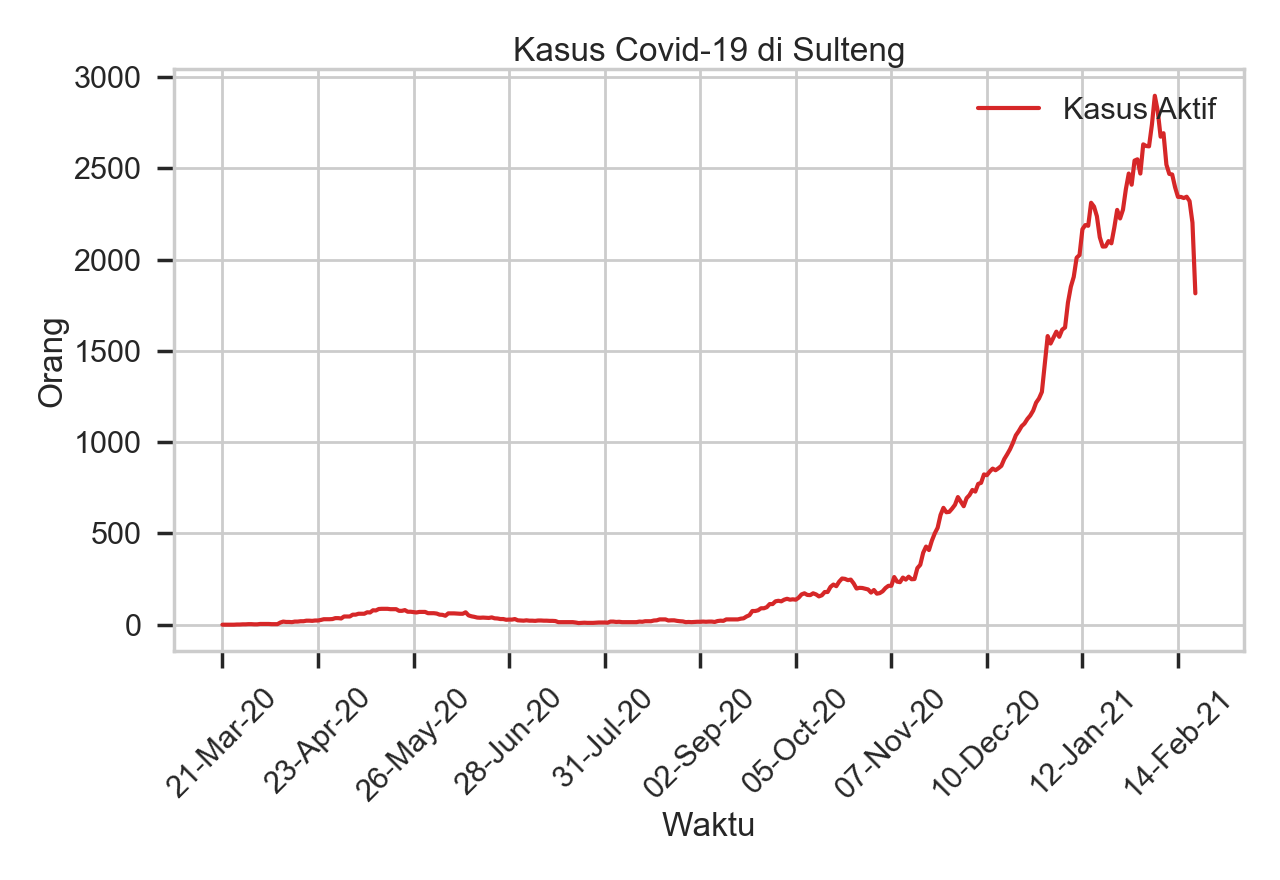 Kasus Covid-19 di Sulteng
Kasus Aktif
3000
2500
2000
1500
1000
500
0
Orang
21-Mar-20
23-Apr-20
26-May-20
28-Jun-20
31-Jul-20
02-Sep-20
05-Oct-20
07-Nov-20
10-Dec-20
12-Jan-21
14-Feb-21
Waktu